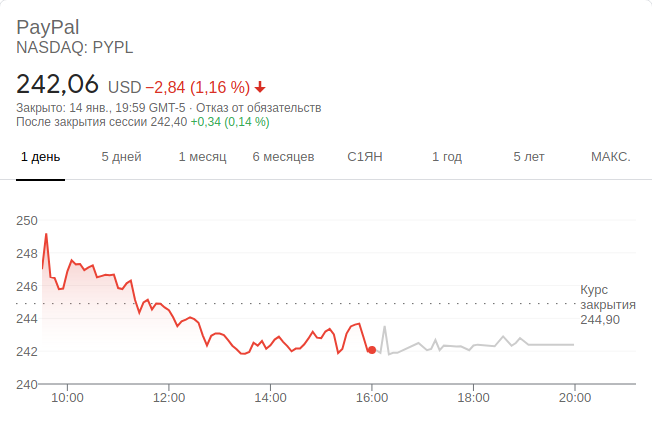 PayPal
NASDAQ: PYPL
242,06 USD −2,84 (1,16 %)
Закрыто: 14 янв., 19:59 GMT-5 · Отказ от обязательств
После закрытия сессии 242,40 +0,34 (0,14 %)
1 день 5 дней 1 месяц 6 месяцев С1ЯН 1 год 5 лет МАКС.
250
248
246
Курс
закрытия
244,90
244
242
240
10:00 12:00 14:00 16:00 18:00 20:00